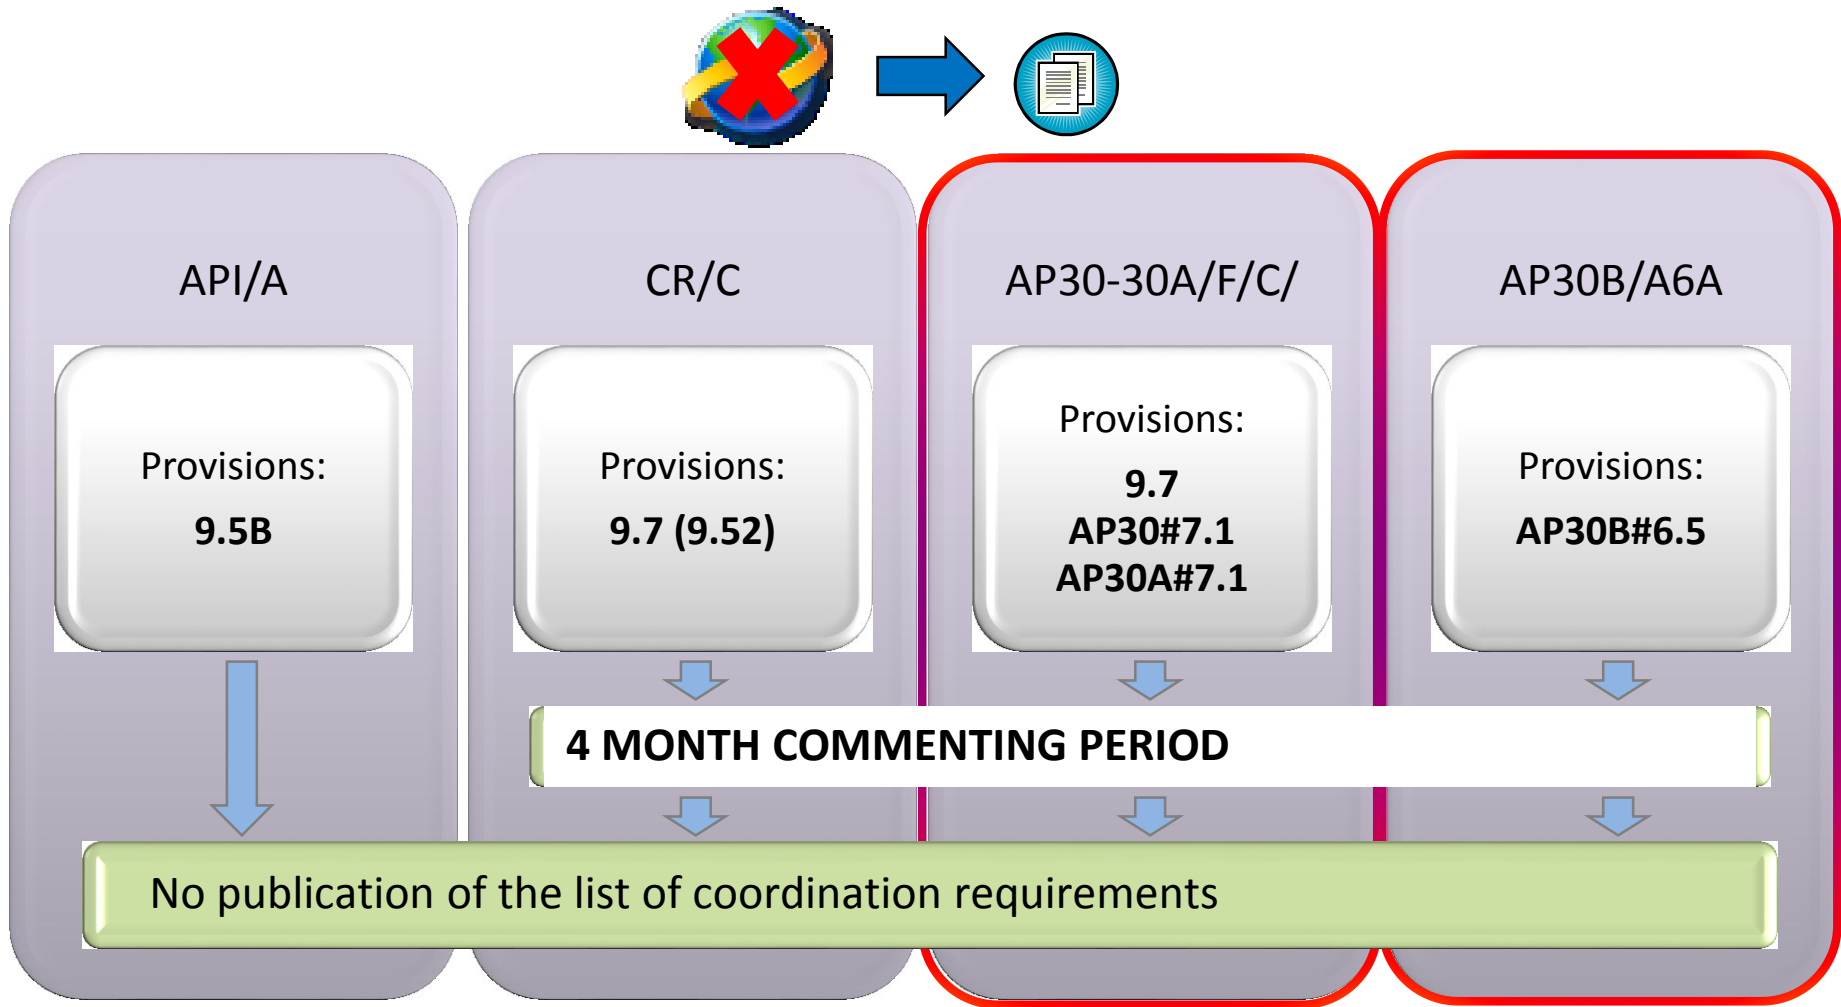 API/A
Provisions:
9.5B
CR/C
Provisions:
9.7 (9.52)
AP30-30A/F/C/
Provisions:
9.7
AP30#7.1
AP30A#7.1
AP30B/A6A
Provisions:
AP30B#6.5
4 MONTH COMMENTING PERIOD
No publication of the list of coordination requirements